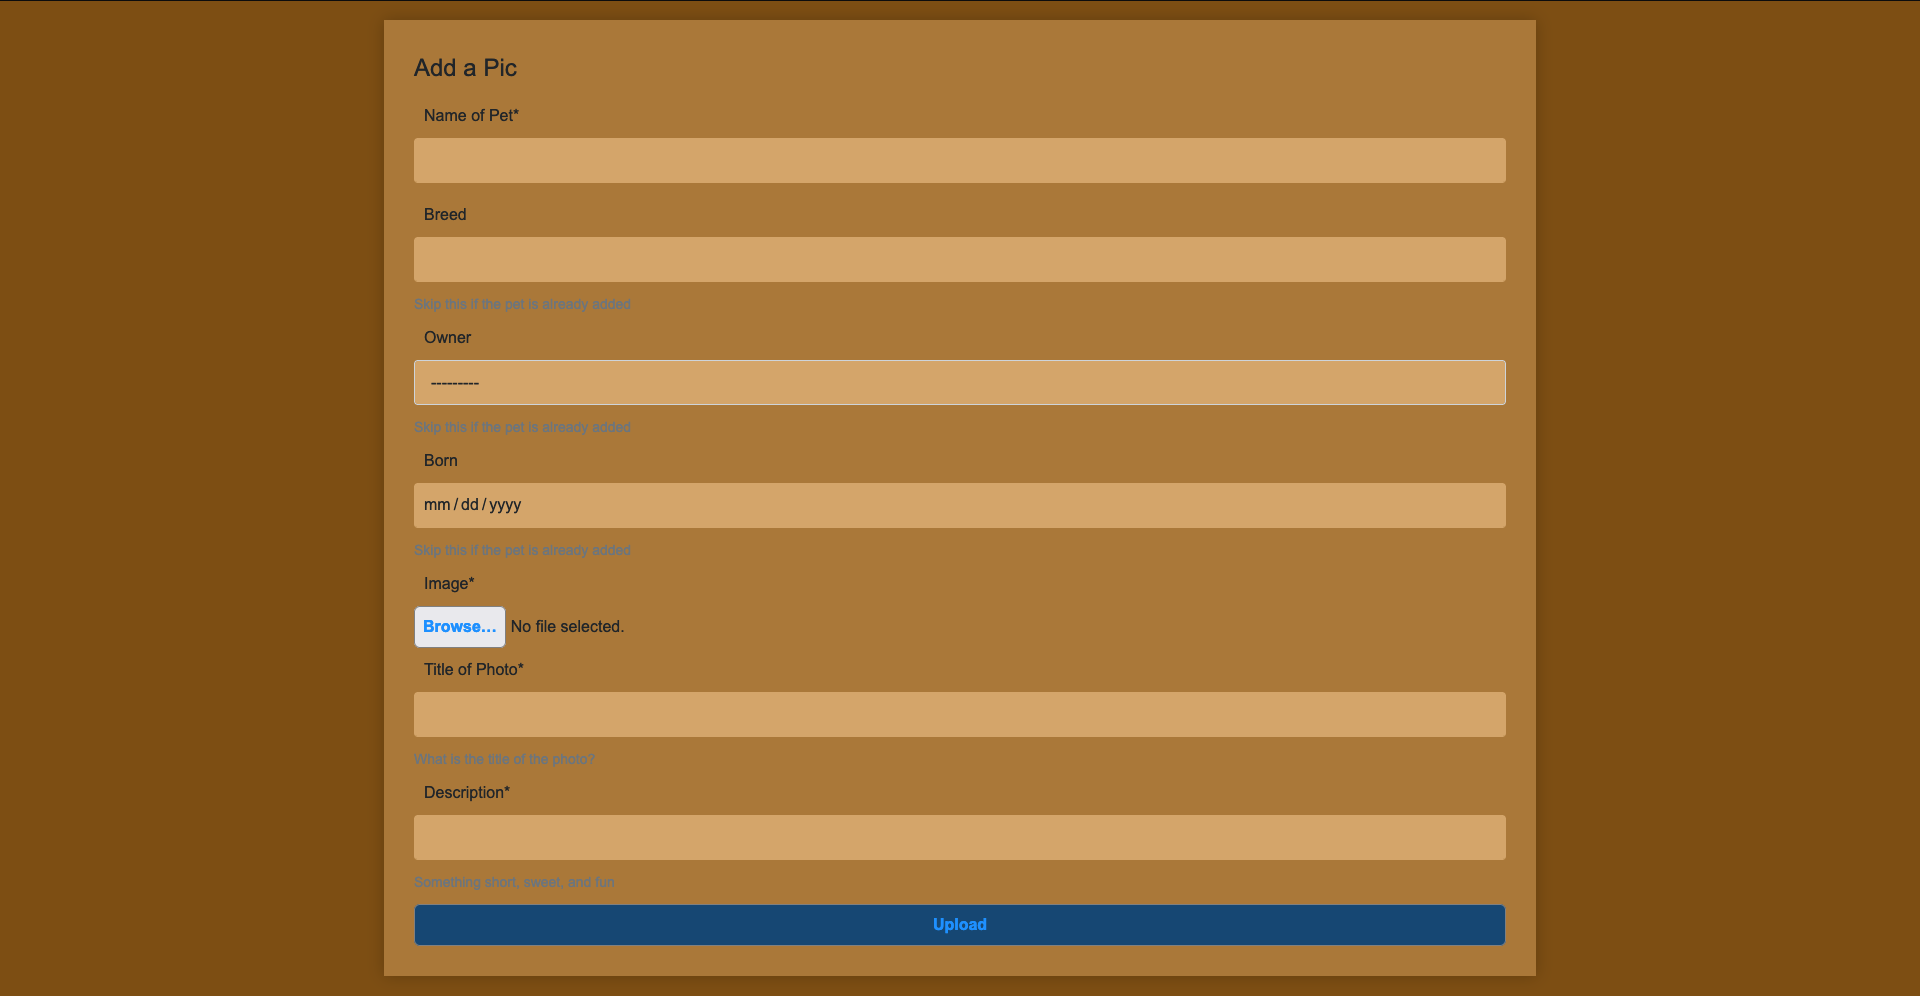 Add a Pic
Name of Pet*
Breed
Skip this if the pet is already added
Owner
---------
Skip this if the pet is already added
Born
mm / dd / yyyy
Skip this if the pet is already added
Image*
Browse... No file selected.
Title of Photo*
What is the title of the photo?
Description*
Something short, sweet, and fun
Upload